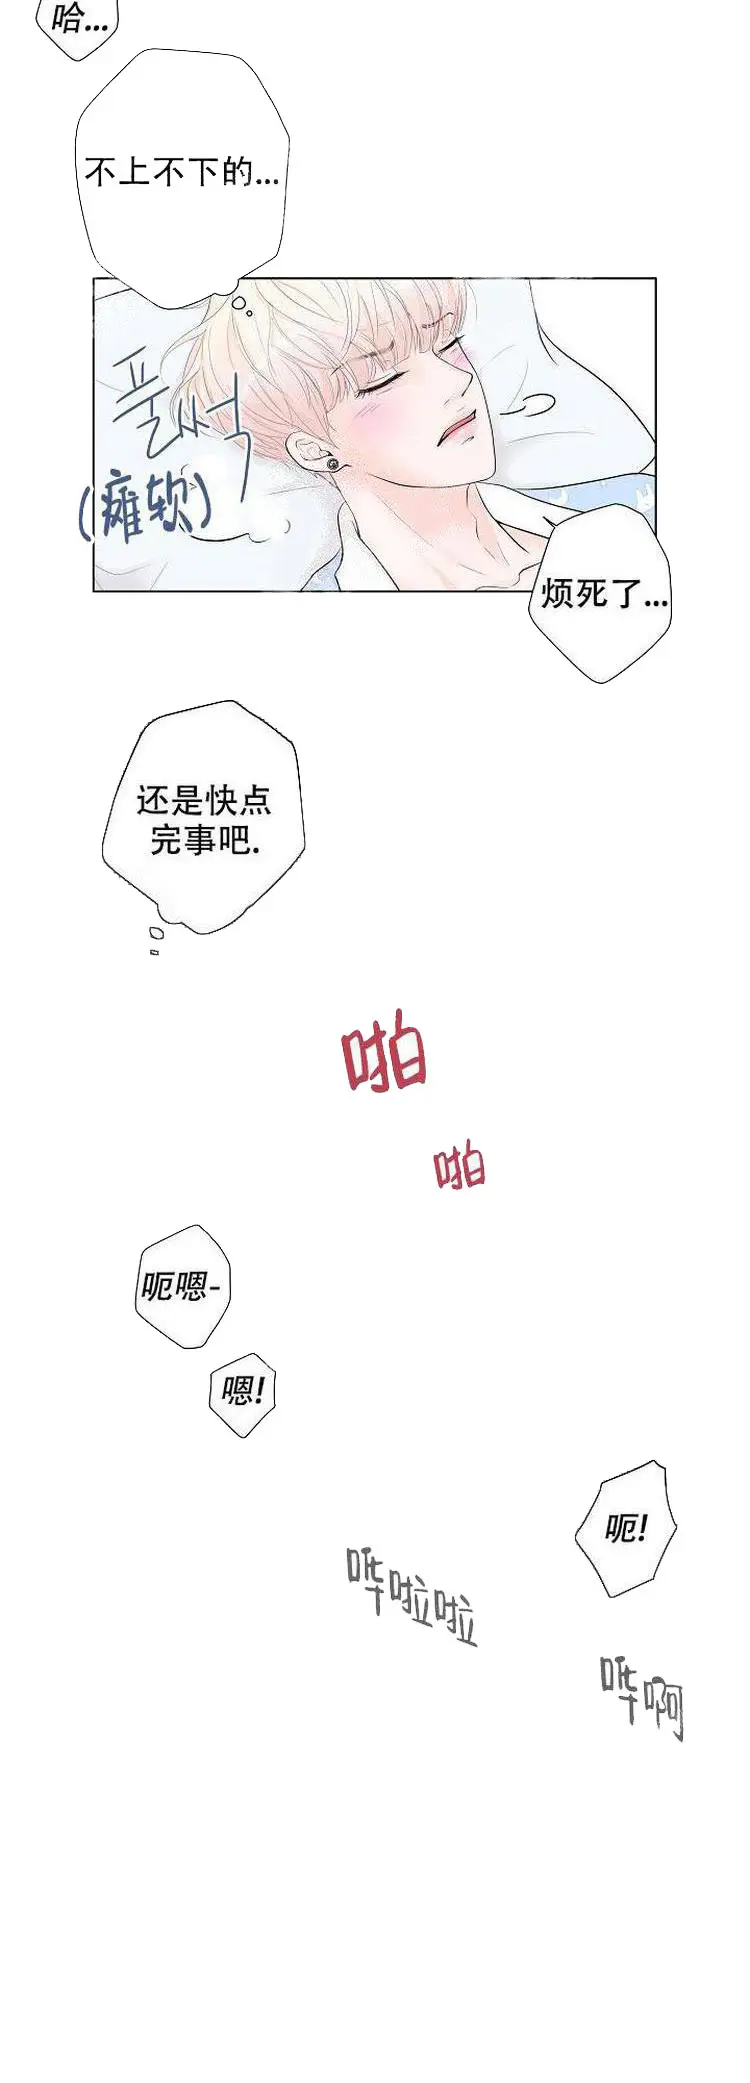 哈...
不上不下的...
풀썩
(瘫软)
烦死了...
还是快点
完事吧.
啪
啪
呃嗯-
嗯!
呃!
哗啦啦
哗啊